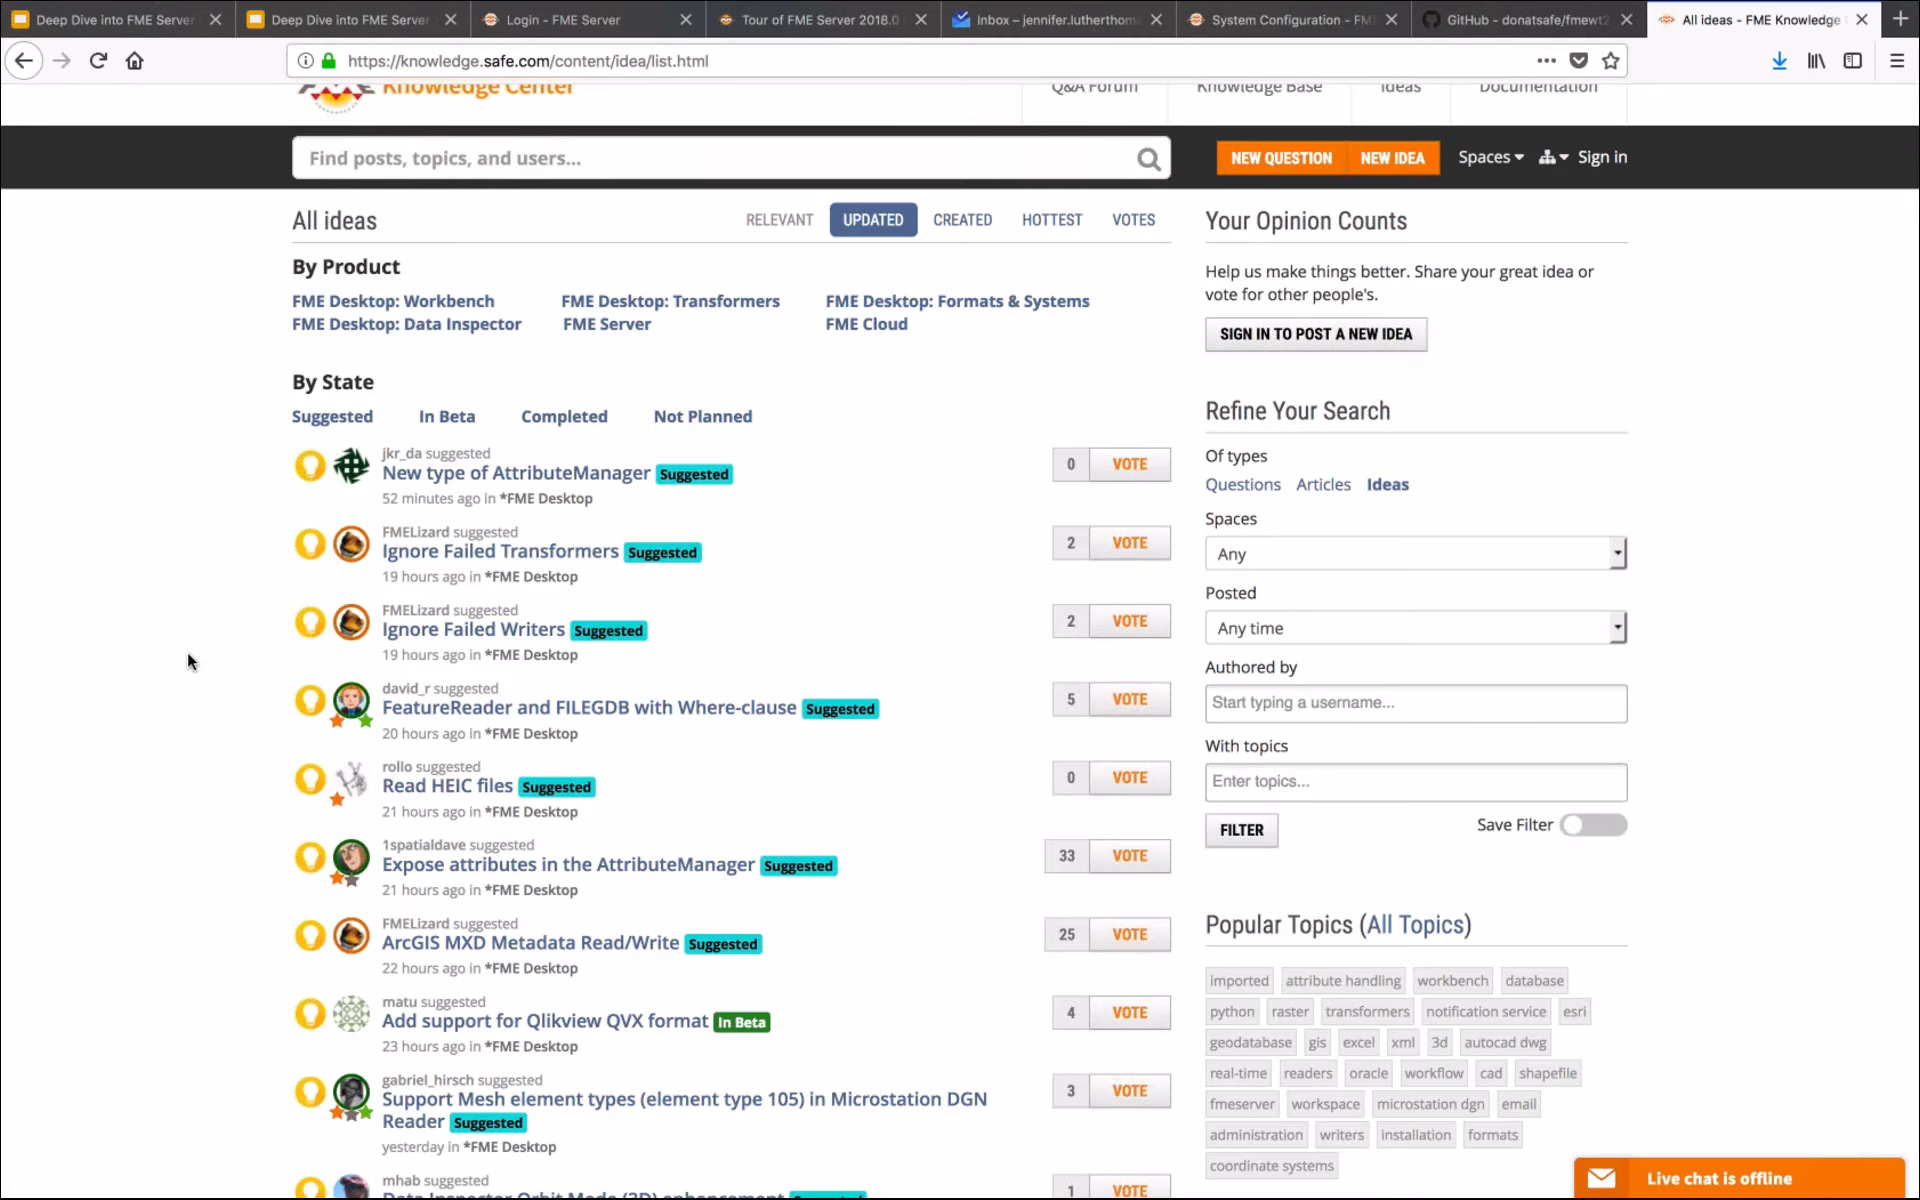 Deep Dive into FME Server
Deep Dive into FME Server
Login - FME Server
Tour of FME Server 2018.0
Inbox – jennifer.lutherthom
System Configuration - FM
GitHub - donatsafe/fmewt2
All ideas - FME Knowledge
https://knowledge.safe.com/content/idea/list.html
Knowledge Center
Q&A Forum
Knowledge Base
Ideas
Documentation
Find posts, topics, and users...
NEW QUESTION
NEW IDEA
Spaces
Sign in
All ideas
RELEVANT
UPDATED
CREATED
HOTTEST
VOTES
By Product
FME Desktop: Workbench
FME Desktop: Transformers
FME Desktop: Formats & Systems
FME Desktop: Data Inspector
FME Server
FME Cloud
By State
Suggested
In Beta
Completed
Not Planned
jkr_da suggested
New type of AttributeManager Suggested
52 minutes ago in *FME Desktop
0 VOTE
FMELizard suggested
Ignore Failed Transformers Suggested
19 hours ago in *FME Desktop
2 VOTE
FMELizard suggested
Ignore Failed Writers Suggested
19 hours ago in *FME Desktop
2 VOTE
david_r suggested
FeatureReader and FILEGDB with Where-clause Suggested
20 hours ago in *FME Desktop
5 VOTE
rollo suggested
Read HEIC files Suggested
21 hours ago in *FME Desktop
0 VOTE
1spatialdave suggested
Expose attributes in the AttributeManager Suggested
21 hours ago in *FME Desktop
33 VOTE
FMELizard suggested
ArcGIS MXD Metadata Read/Write Suggested
22 hours ago in *FME Desktop
25 VOTE
matu suggested
Add support for Qlikview QVX format In Beta
23 hours ago in *FME Desktop
4 VOTE
gabriel_hirsch suggested
Support Mesh element types (element type 105) in Microstation DGN
Reader Suggested
yesterday in *FME Desktop
3 VOTE
mhab suggested
Data Inspector Orbit Mode (3D) enhancement
1 VOTE
Your Opinion Counts
Help us make things better. Share your great idea or
vote for other people's.
SIGN IN TO POST A NEW IDEA
Refine Your Search
Of types
Questions Articles Ideas
Spaces
Any
Posted
Any time
Authored by
Start typing a username...
With topics
Enter topics...
FILTER
Save Filter
Popular Topics (All Topics)
imported attribute handling workbench database
python raster transformers notification service esri
geodatabase gis excel xml 3d autocad dwg
real-time readers oracle workflow cad shapefile
fmeserver workspace microstation dgn email
administration writers installation formats
coordinate systems
Live chat is offline